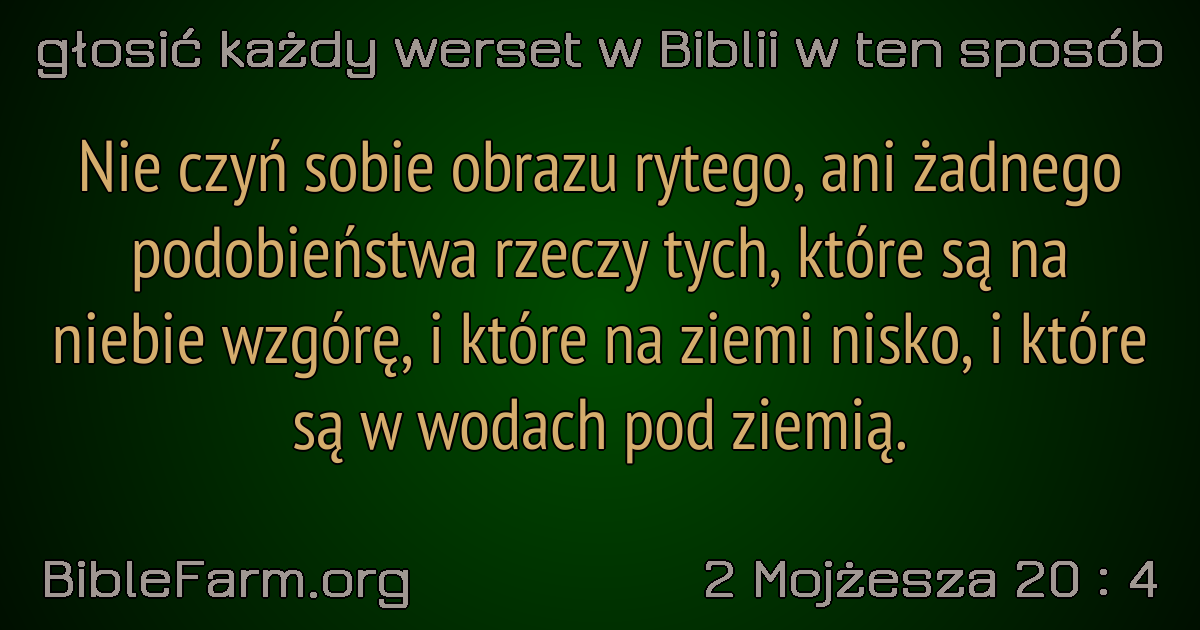 głosić każdy werset w Biblii w ten sposób
Nie czyń sobie obrazu rytego, ani żadnego
podobieństwa rzeczy tych, które są na
niebie wzgórę, i które na ziemi nisko, i które
są w wodach pod ziemią.
BibleFarm.org
2 Mojżesza 20 : 4